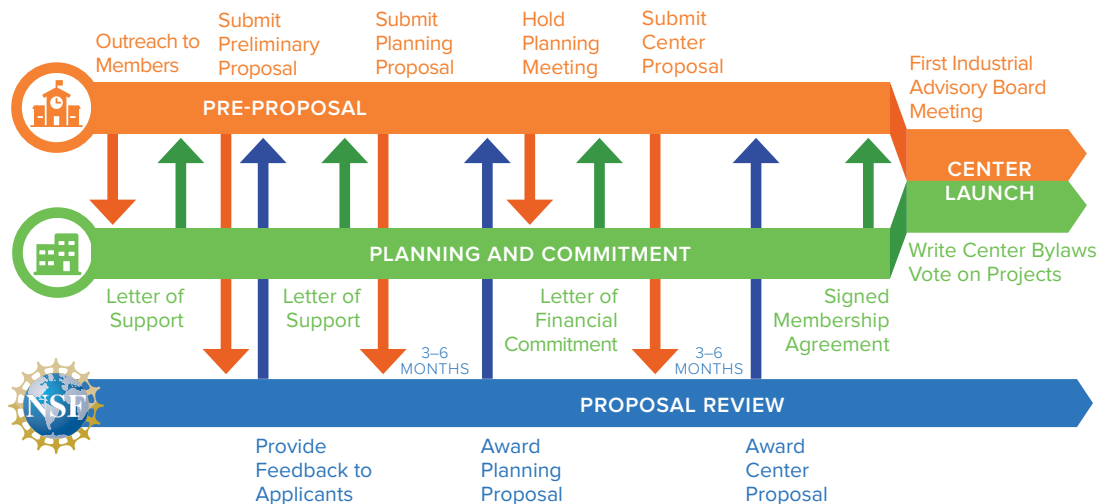 Outreach to
Members
Submit
Preliminary
Proposal
Submit
Planning
Proposal
Hold
Planning
Meeting
Submit
Center
Proposal
First Industrial
Advisory Board
Meeting
PRE-PROPOSAL
CENTER
LAUNCH
PLANNING AND COMMITMENT
Write Center Bylaws
Vote on Projects
Letter of
Support
Letter of
Support
Letter of
Financial
Commitment
Signed
Membership
Agreement
3–6
MONTHS
3–6
MONTHS
NSF
PROPOSAL REVIEW
Provide
Feedback to
Applicants
Award
Planning
Proposal
Award
Center
Proposal